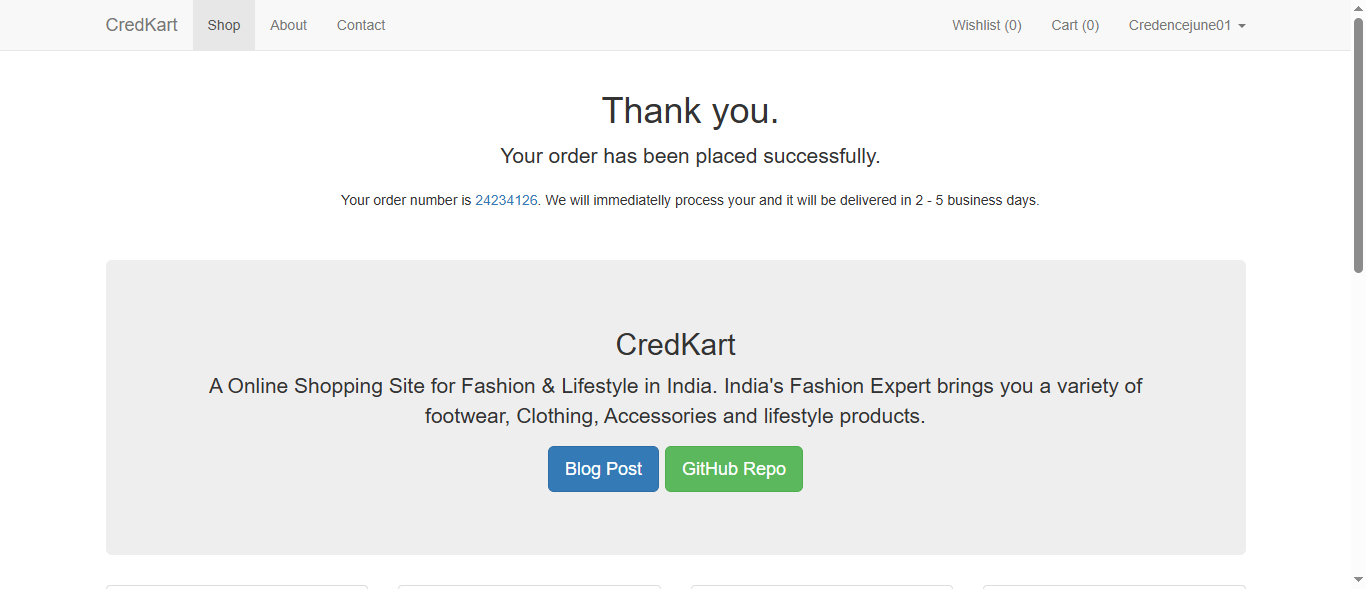 CredKart Shop About Contact Wishlist (0) Cart (0) Credencejune01
Thank you.
Your order has been placed successfully.
Your order number is 24234126. We will immediatelly process your and it will be delivered in 2 - 5 business days.
CredKart
A Online Shopping Site for Fashion & Lifestyle in India. India's Fashion Expert brings you a variety of
footwear, Clothing, Accessories and lifestyle products.
Blog Post GitHub Repo